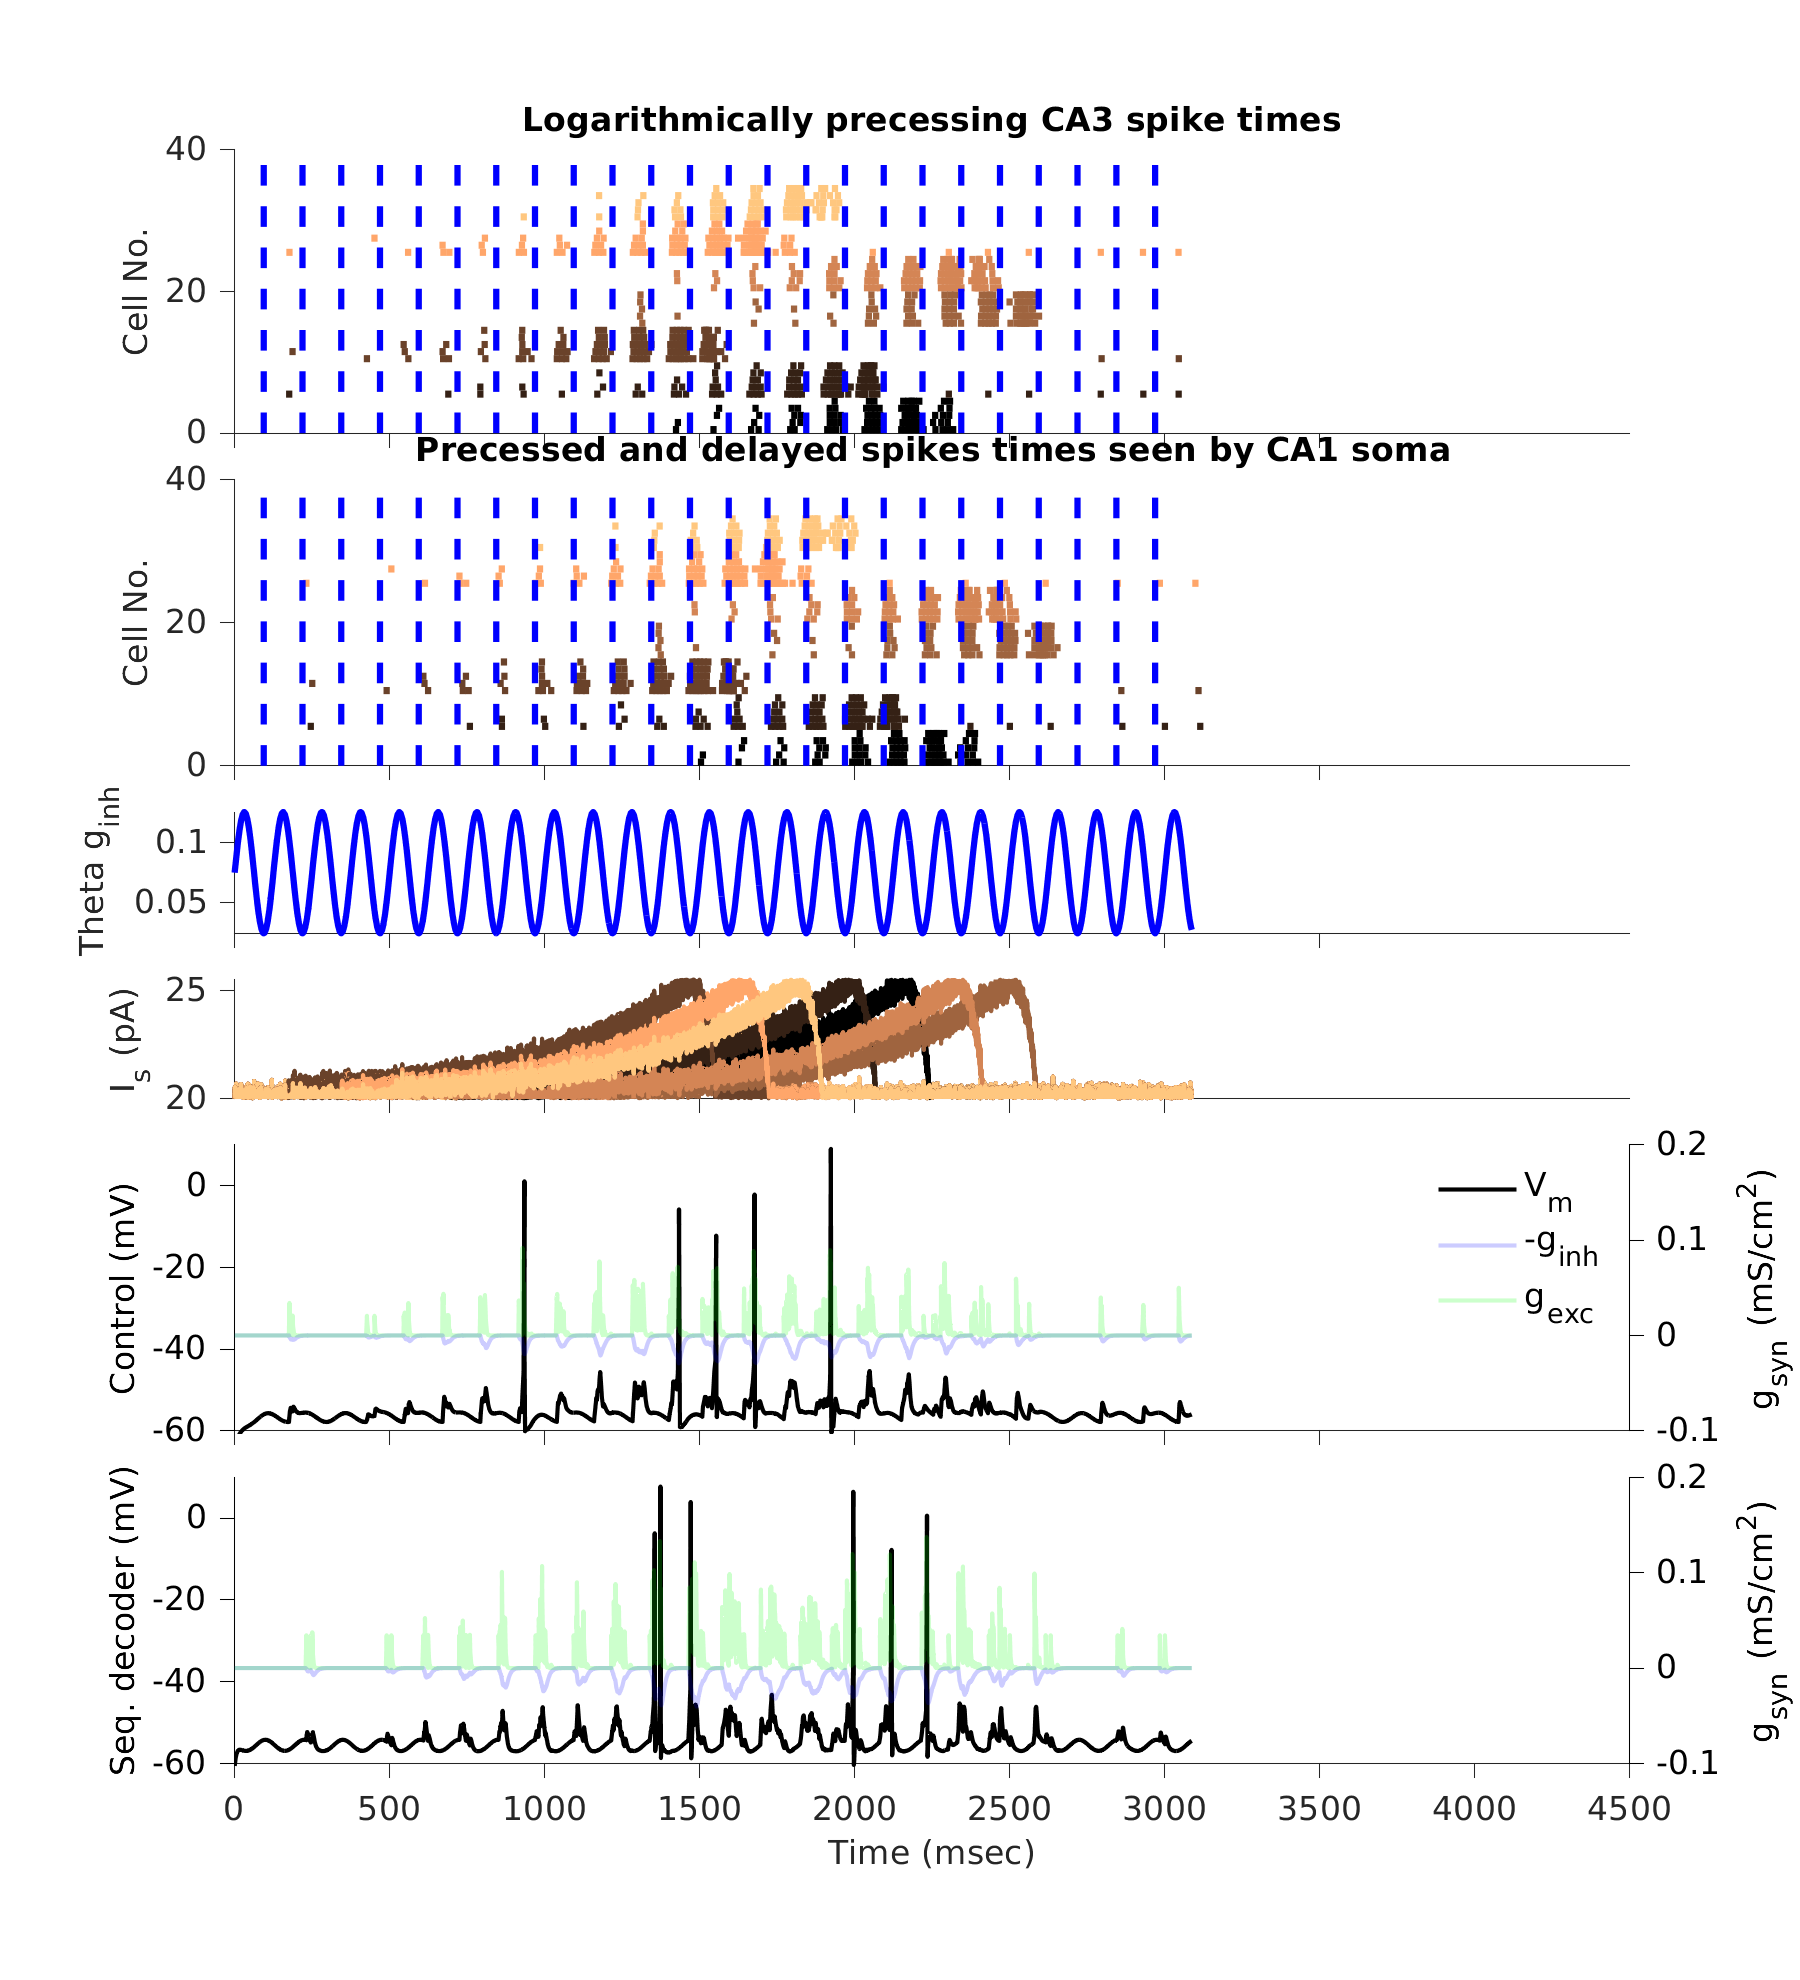 Logarithmically precessing CA3 spike times
40
20
0
Cell No.
Precessed and delayed spikes times seen by CA1 soma
40
20
0
Cell No.
0.1
0.05
Theta g_inh
25
20
I_s (pA)
0
-20
-40
-60
Control (mV)
V_m
-g_inh
g_exc
0.2
0.1
0
-0.1
g_syn (mS/cm^2)
0
-20
-40
-60
Seq. decoder (mV)
0.2
0.1
0
-0.1
g_syn (mS/cm^2)
0 500 1000 1500 2000 2500 3000 3500 4000 4500
Time (msec)